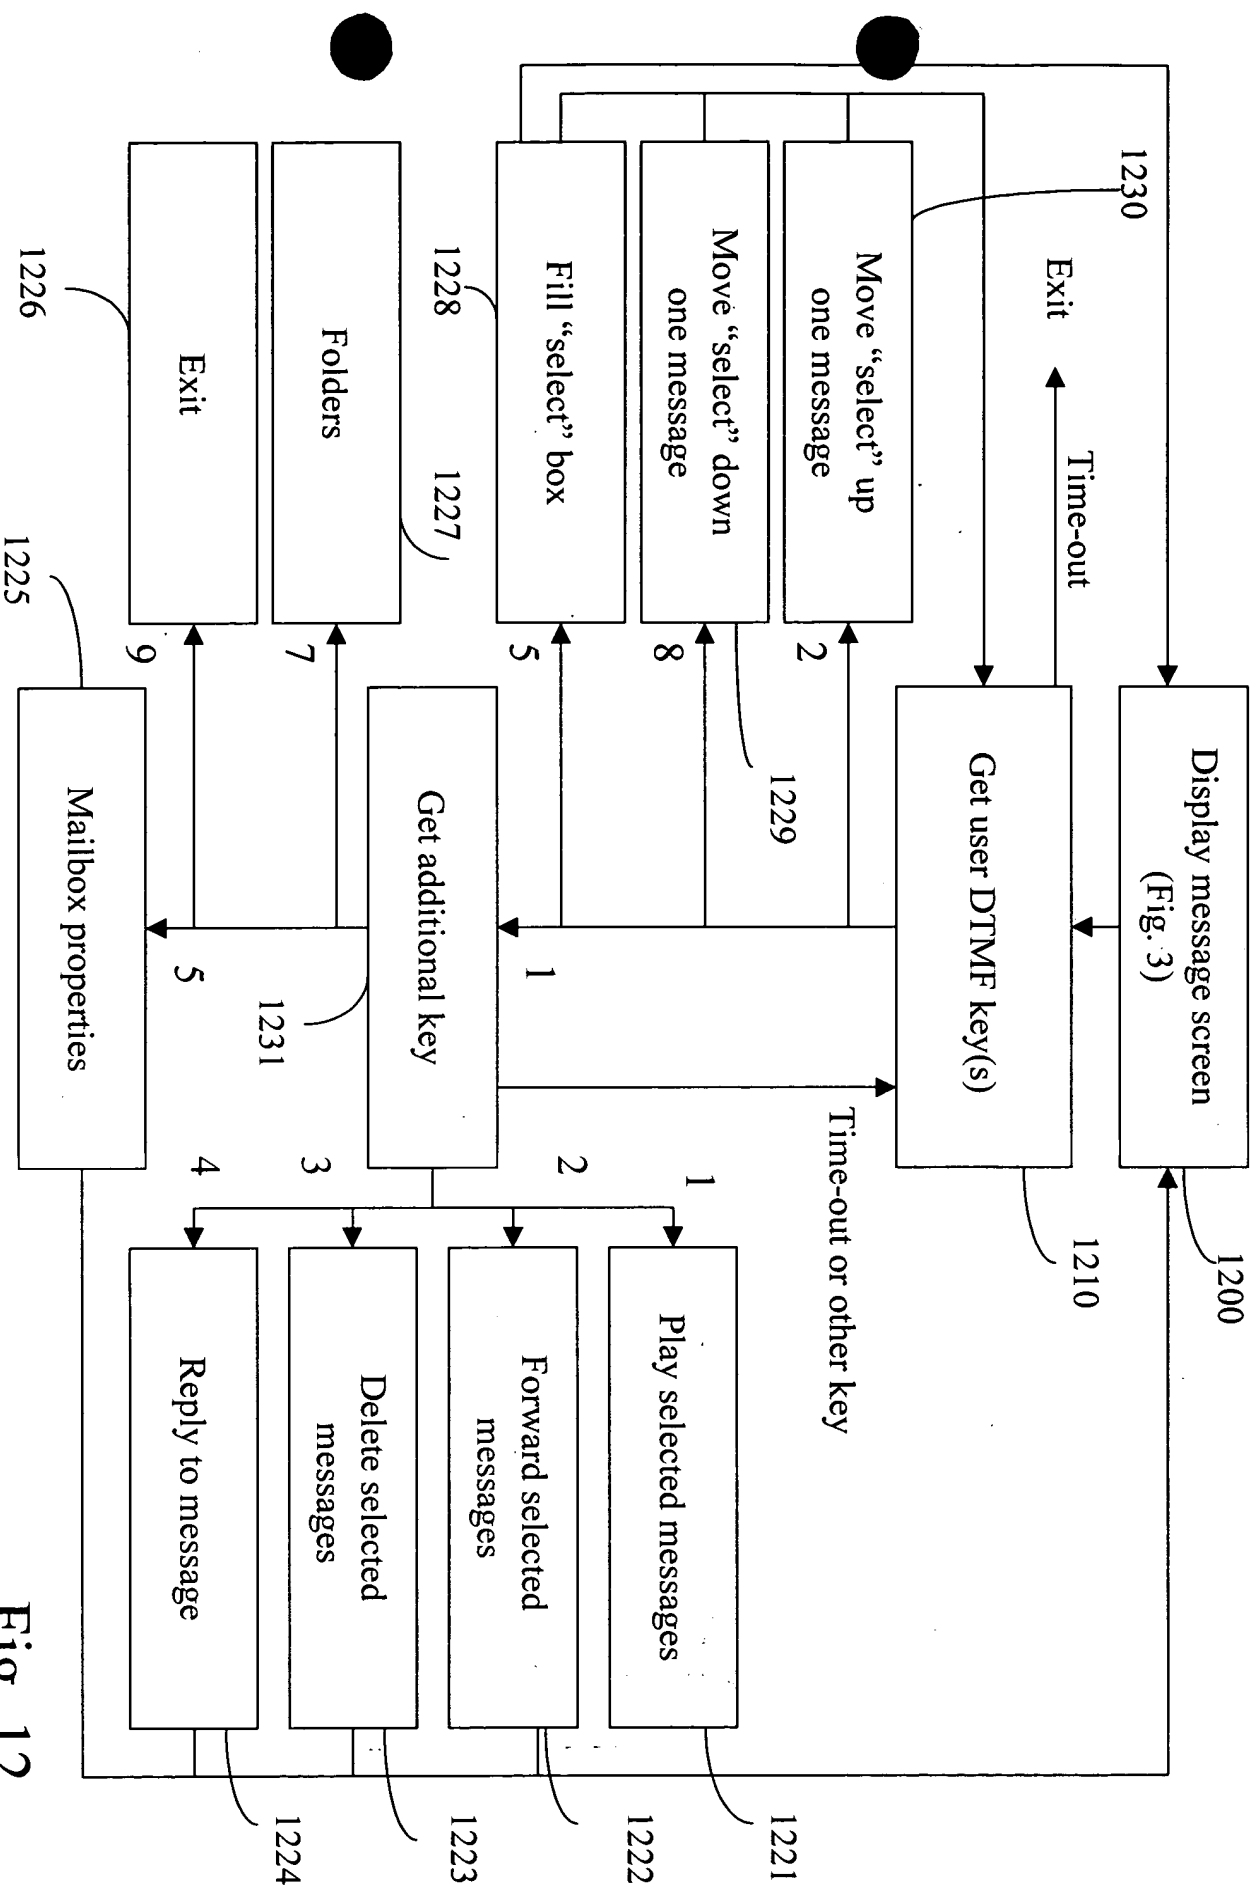 Display message screen
(Fig. 3)
1200
Get user DTMF key(s)
1210
Time-out
Exit
1230
Move “select” up
one message
2
Move “select” down
one message
8
1229
Fill “select” box
5
1228
1
Time-out or other key
Get additional key
1231
Folders
7
1227
Exit
9
1226
5
Mailbox properties
1225
1
Play selected messages
1221
2
Forward selected
messages
1222
3
Delete selected
messages
1223
4
Reply to message
1224
Fig. 12